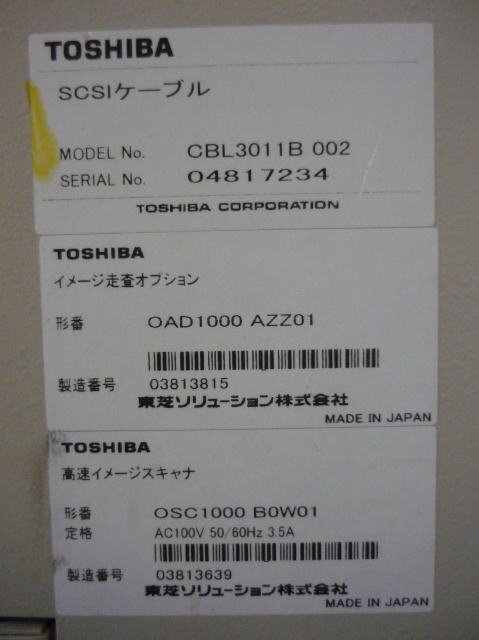 TOSHIBA
SCSIケーブル
MODEL No. CBL3011B 002
SERIAL No. 04817234
TOSHIBA CORPORATION
TOSHIBA
イメージ走査オプション
形番 OAD1000 AZZ01
製造番号 03813815
東芝ソリューション株式会社
MADE IN JAPAN
TOSHIBA
高速イメージスキャナ
形番 OSC1000 B0W01
定格 AC100V 50/60Hz 3.5A
製造番号 03813639
東芝ソリューション株式会社
MADE IN JAPAN